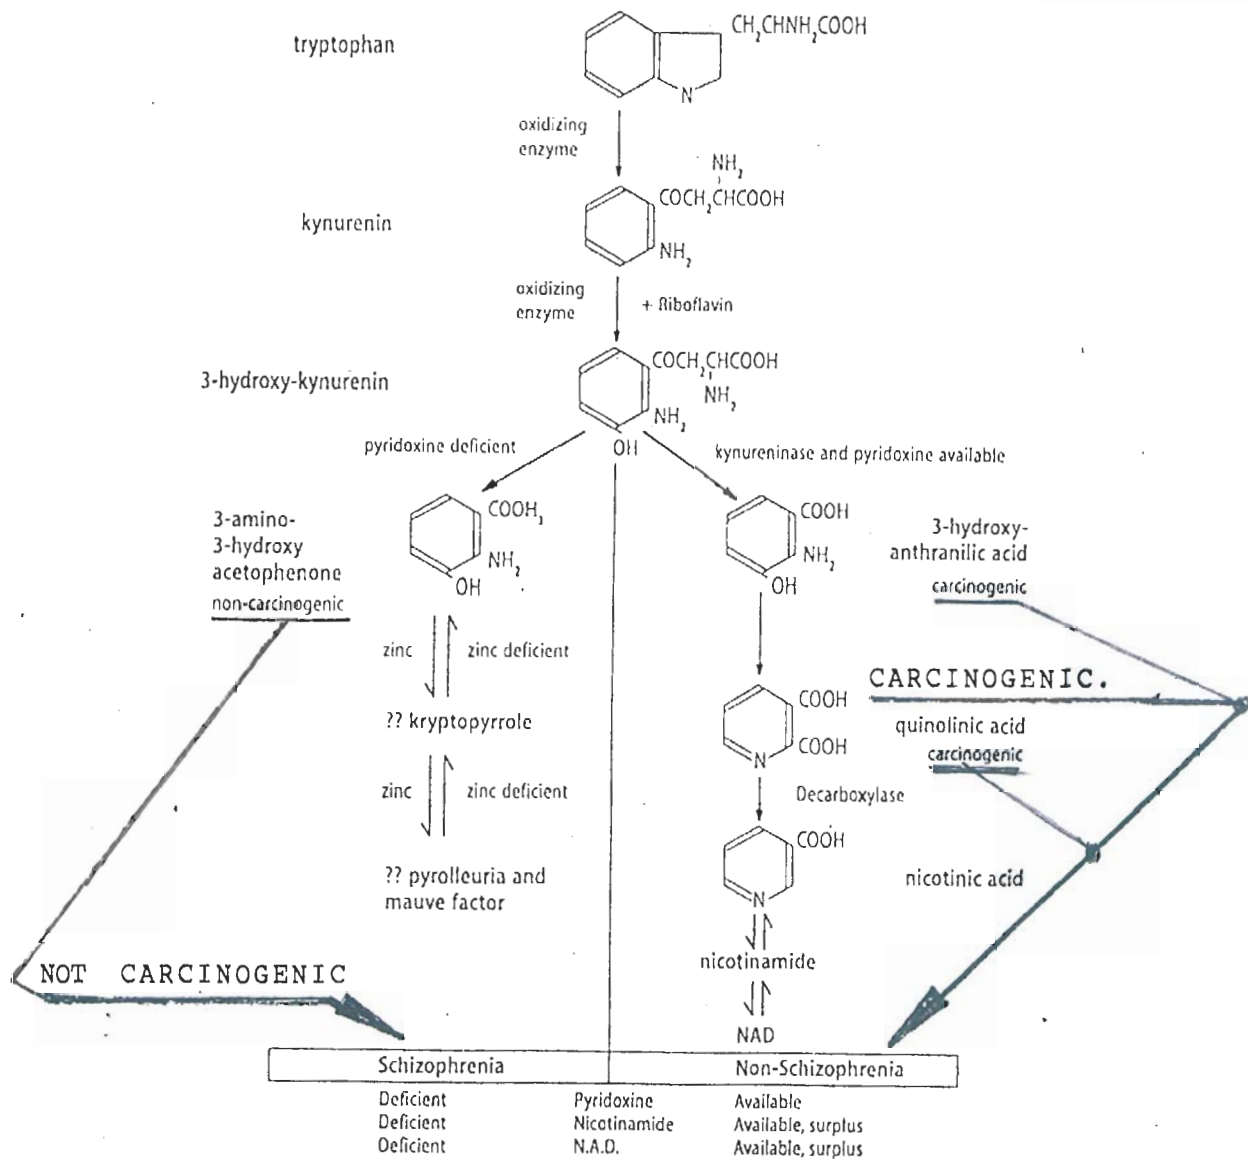 tryptophan
CH₂CHNH₂COOH
N
oxidizing
enzyme
NH₂
COCH₂CHCOOH
kynurenin
NH₂
oxidizing
enzyme
+ Riboflavin
3-hydroxy-kynurenin
COCH₂CHCOOH
NH₂
NH₂
OH
pyridoxine deficient
kynureninase and pyridoxine available
3-amino-
3-hydroxy
acetophenone
non-carcinogenic
COOH₃
NH₂
OH
COOH
NH₂
OH
3-hydroxy-
anthranilic acid
carcinogenic
zinc
zinc deficient
CARCINOGENIC.
?? kryptopyrrole
COOH
COOH
N
quinolinic acid
carcinogenic
zinc
zinc deficient
Decarboxylase
?? pyrolleuria and
mauve factor
COOH
N
nicotinic acid
nicotinamide
NOT CARCINOGENIC
NAD
Schizophrenia Non-Schizophrenia
Deficient Pyridoxine Available
Deficient Nicotinamide Available, surplus
Deficient N.A.D. Available, surplus